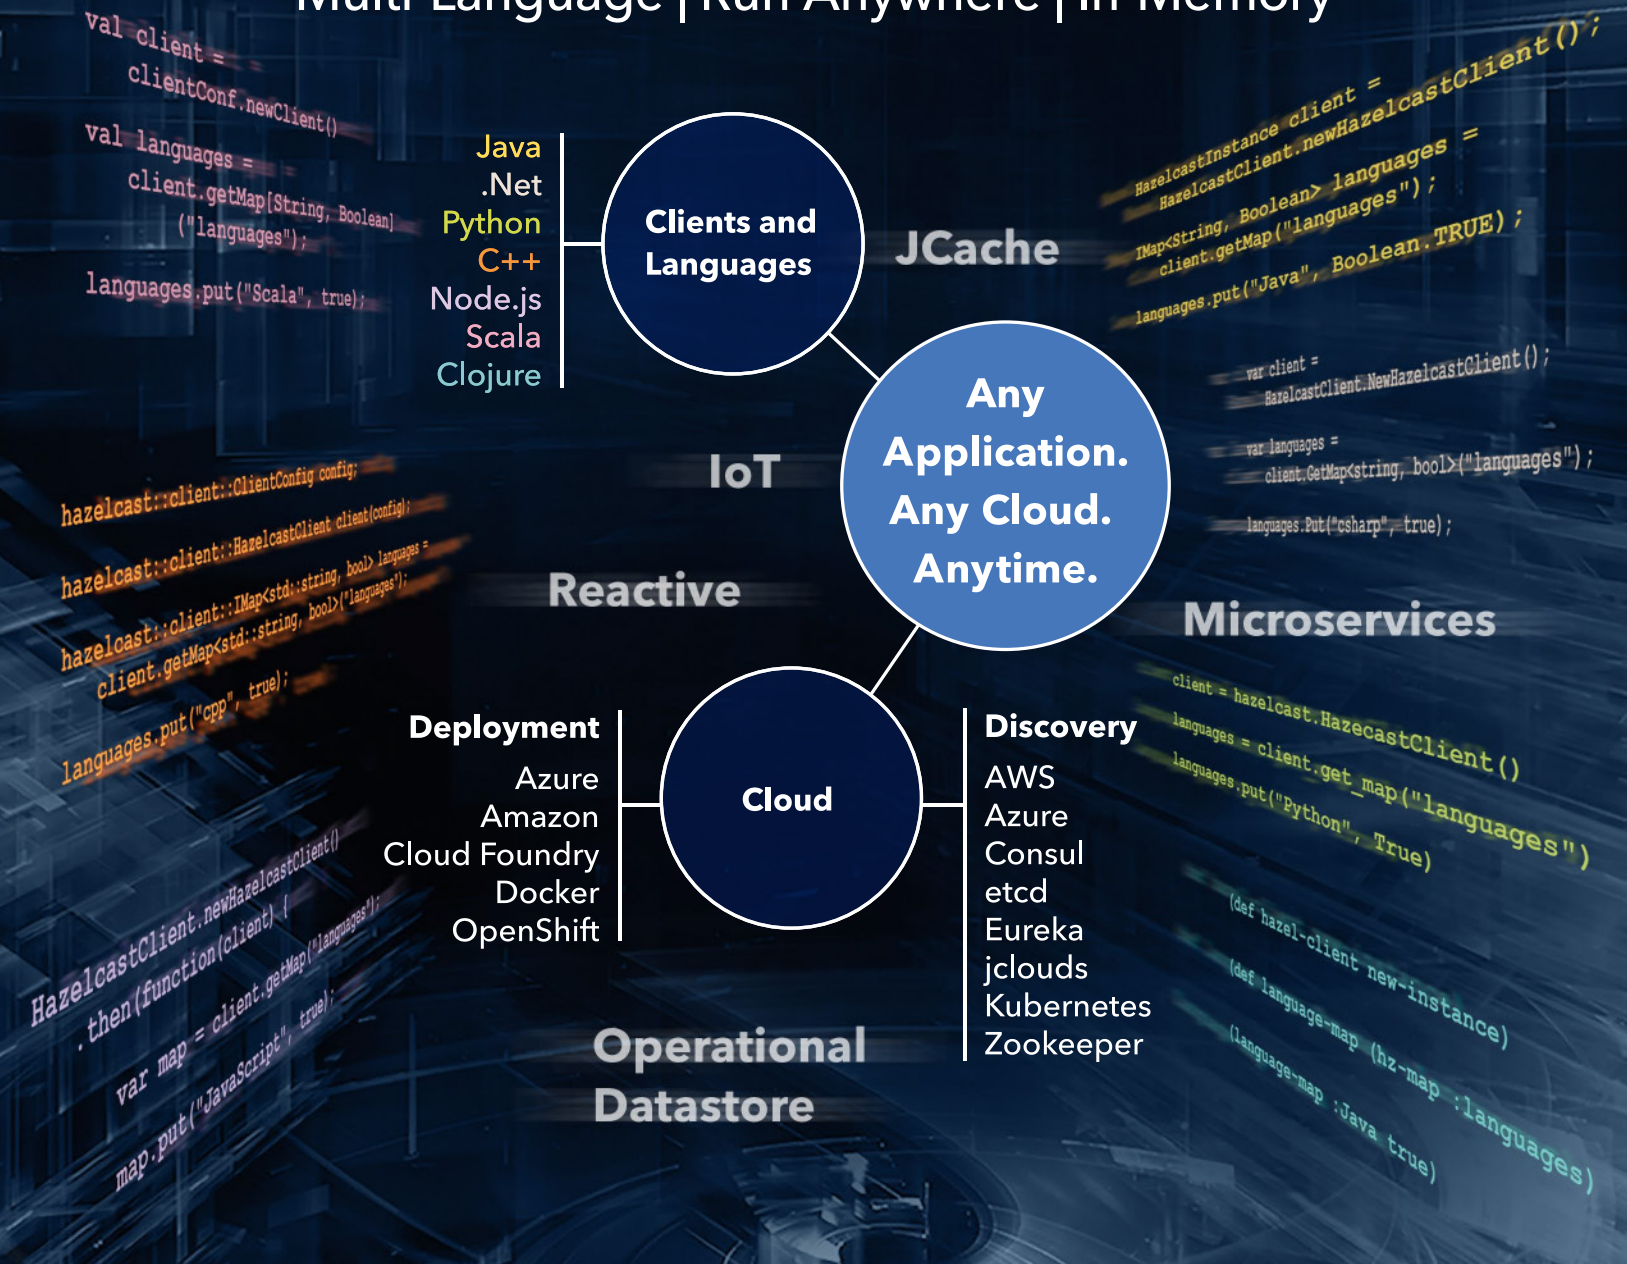 Multi-Language | Run Anywhere | In-Memory
val client =
clientConf.newClient()
val languages =
client.getMap[String, Boolean]
("languages");
languages.put("Scala", true);
Java
.Net
Python
C++
Node.js
Scala
Clojure
Clients and
Languages
JCache
HazelcastInstance client =
HazelcastClient.newHazelcastClient();
IMap<String, Boolean> languages =
client.getMap("languages");
languages.put("Java", Boolean.TRUE);
Any
Application.
Any Cloud.
Anytime.
var client =
HazelcastClient.NewHazelcastClient();
var languages =
client.GetMap<string, bool>("languages");
languages.Put("csharp", true);
IoT
Reactive
Microservices
hazelcast::client::ClientConfig config;
hazelcast::client::HazelcastClient client(config);
hazelcast::client::IMap<std::string, bool> languages =
client.getMap<std::string, bool>("languages");
languages.put("cpp", true);
Deployment
Azure
Amazon
Cloud Foundry
Docker
OpenShift
Cloud
Discovery
AWS
Azure
Consul
etcd
Eureka
jclouds
Kubernetes
Zookeeper
client = hazelcast.HazecastClient()
languages = client.get_map("languages")
languages.put("Python", True)
HazelcastClient.newHazelcastClient()
.then(function(client) {
var map = client.getMap("languages");
map.put("JavaScript", true);
(def hazel-client new-instance)
(def language-map (hz-map :languages)
(language-map :Java true)
Operational
Datastore